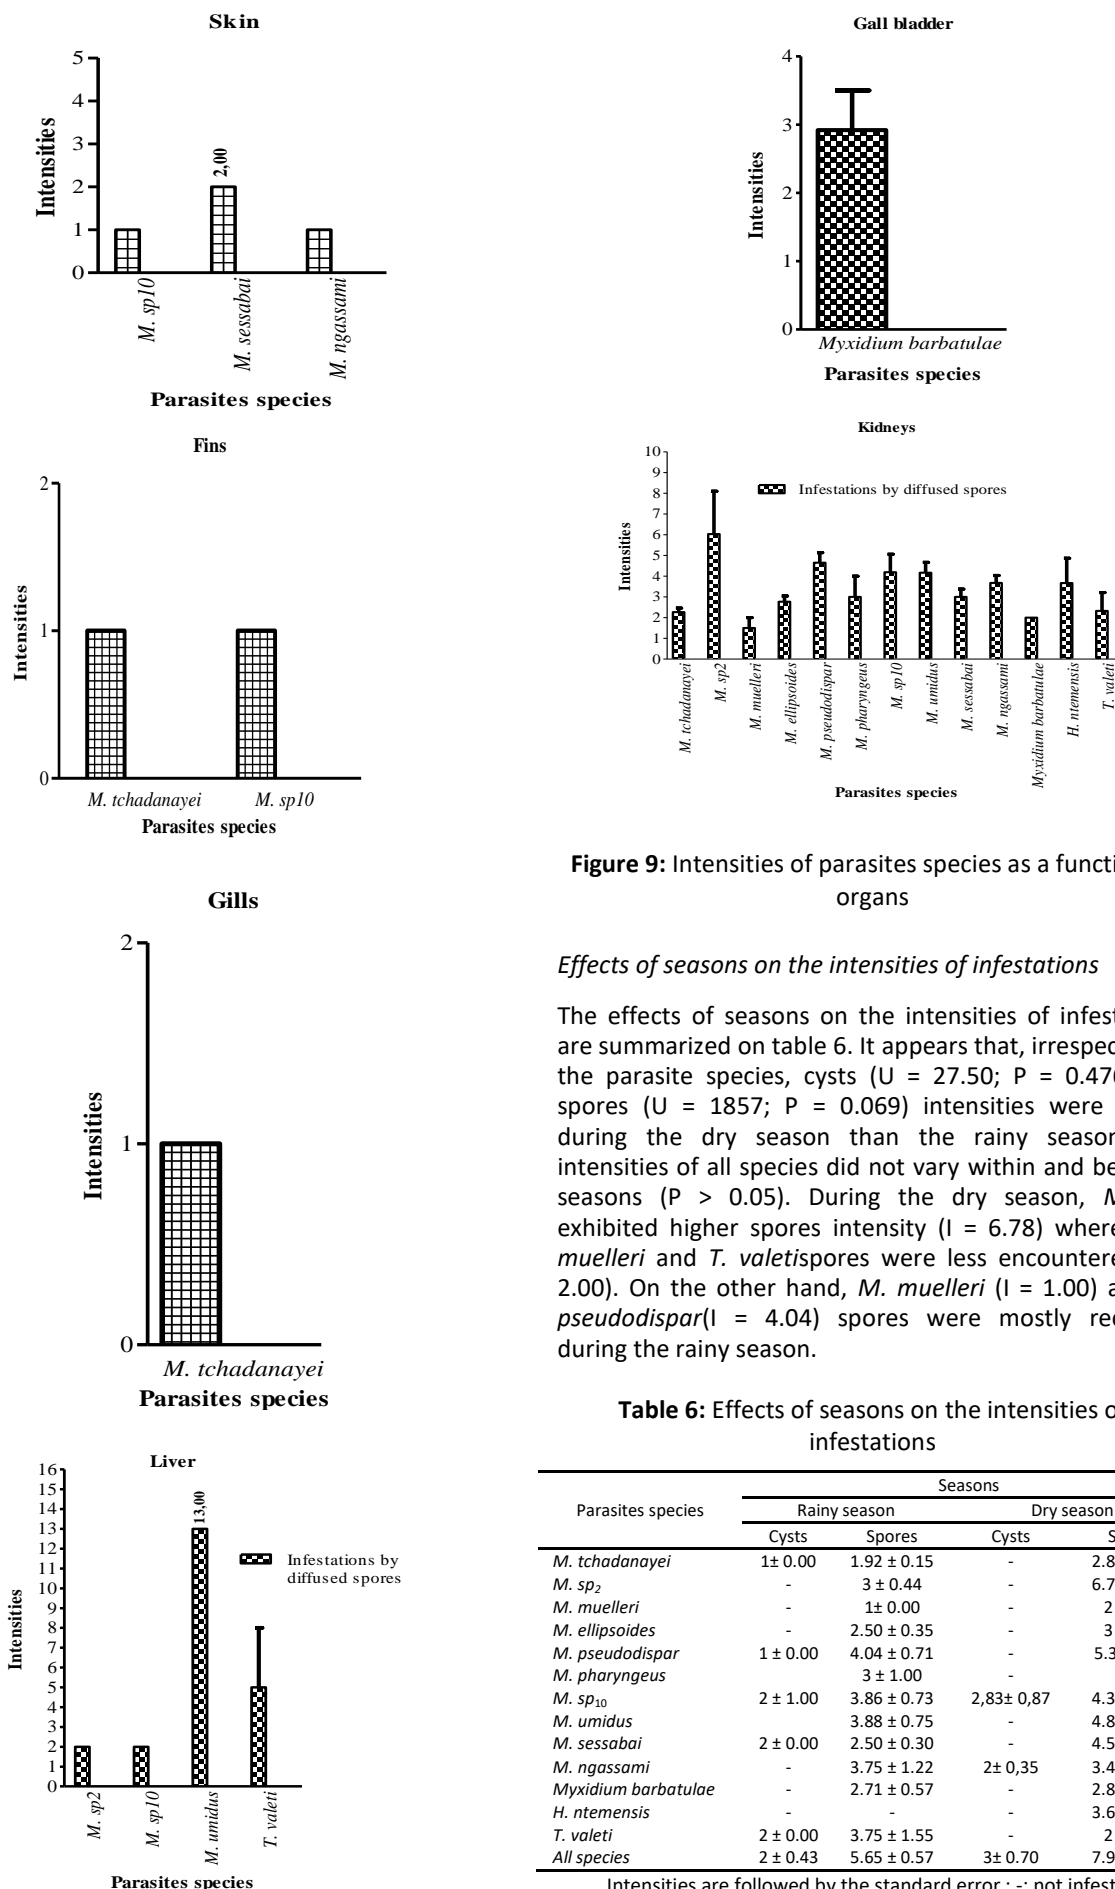 Skin
5
4
3
2
1
0
Intensities
2,00
M. sp10
M. sessabai
M. ngassami
Parasites species
Fins
2
1
0
Intensities
M. tchadanayei M. sp10
Parasites species
Gills
2
1
0
Intensities
M. tchadanayei
Parasites species
Liver
16
15
14
13
12
11
10
9
8
7
6
5
4
3
2
1
0
Intensities
13,00
Infestations by
diffused spores
M. sp2
M. sp10
M. umidus
T. valeti
Parasites species
Gall bladder
4
3
2
1
0
Intensities
Myxidium barbatulae
Parasites species
Kidneys
10
9
8
7
6
5
4
3
2
1
0
Intensities
Infestations by diffused spores
M. tchadanayei
M. sp2
M. muelleri
M. ellipsoides
M. pseudodispar
M. pharyngeus
M. sp10
M. umidus
M. sessabai
M. ngassami
Myxidium barbatulae
H. ntemensis
T. valeti
Parasites species
Figure 9: Intensities of parasites species as a functi
organs
Effects of seasons on the intensities of infestations
The effects of seasons on the intensities of infest
are summarized on table 6. It appears that, irrespec
the parasite species, cysts (U = 27.50; P = 0.476
spores (U = 1857; P = 0.069) intensities were
during the dry season than the rainy season
intensities of all species did not vary within and be
seasons (P > 0.05). During the dry season, M
exhibited higher spores intensity (I = 6.78) where
muelleri and T. valetispores were less encountere
2.00). On the other hand, M. muelleri (I = 1.00) a
pseudodispar(I = 4.04) spores were mostly rec
during the rainy season.
Table 6: Effects of seasons on the intensities o
infestations
Seasons
Parasites species Rainy season Dry season
Cysts Spores Cysts S
M. tchadanayei 1± 0.00 1.92 ± 0.15 - 2.8
M. sp2 - 3 ± 0.44 - 6.7
M. muelleri - 1± 0.00 - 2
M. ellipsoides - 2.50 ± 0.35 - 3
M. pseudodispar 1 ± 0.00 4.04 ± 0.71 - 5.3
M. pharyngeus 3 ± 1.00 -
M. sp10 2 ± 1.00 3.86 ± 0.73 2,83± 0,87 4.3
M. umidus 3.88 ± 0.75 - 4.8
M. sessabai 2 ± 0.00 2.50 ± 0.30 - 4.5
M. ngassami - 3.75 ± 1.22 2± 0,35 3.4
Myxidium barbatulae - 2.71 ± 0.57 - 2.8
H. ntemensis - - - 3.6
T. valeti 2 ± 0.00 3.75 ± 1.55 - 2
All species 2 ± 0.43 5.65 ± 0.57 3± 0.70 7.9
Intensities are followed by the standard error ; -: not infest